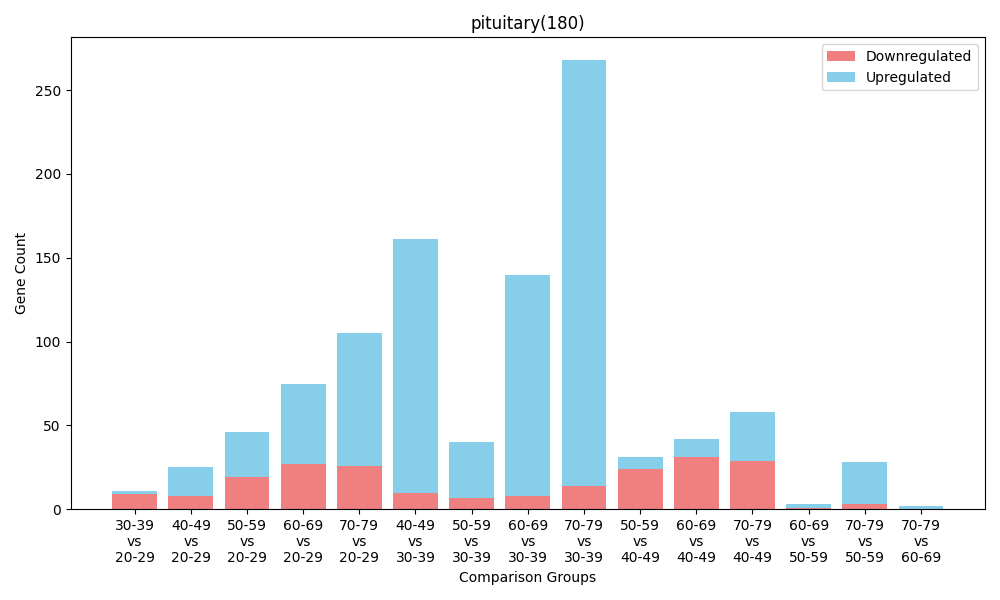 pituitary(180)
Downregulated
Upregulated
Gene Count
250
200
150
100
50
0
30-39 vs 20-29
40-49 vs 20-29
50-59 vs 20-29
60-69 vs 20-29
70-79 vs 20-29
40-49 vs 30-39
50-59 vs 30-39
60-69 vs 30-39
70-79 vs 30-39
50-59 vs 40-49
60-69 vs 40-49
70-79 vs 40-49
60-69 vs 50-59
70-79 vs 50-59
70-79 vs 60-69
Comparison Groups